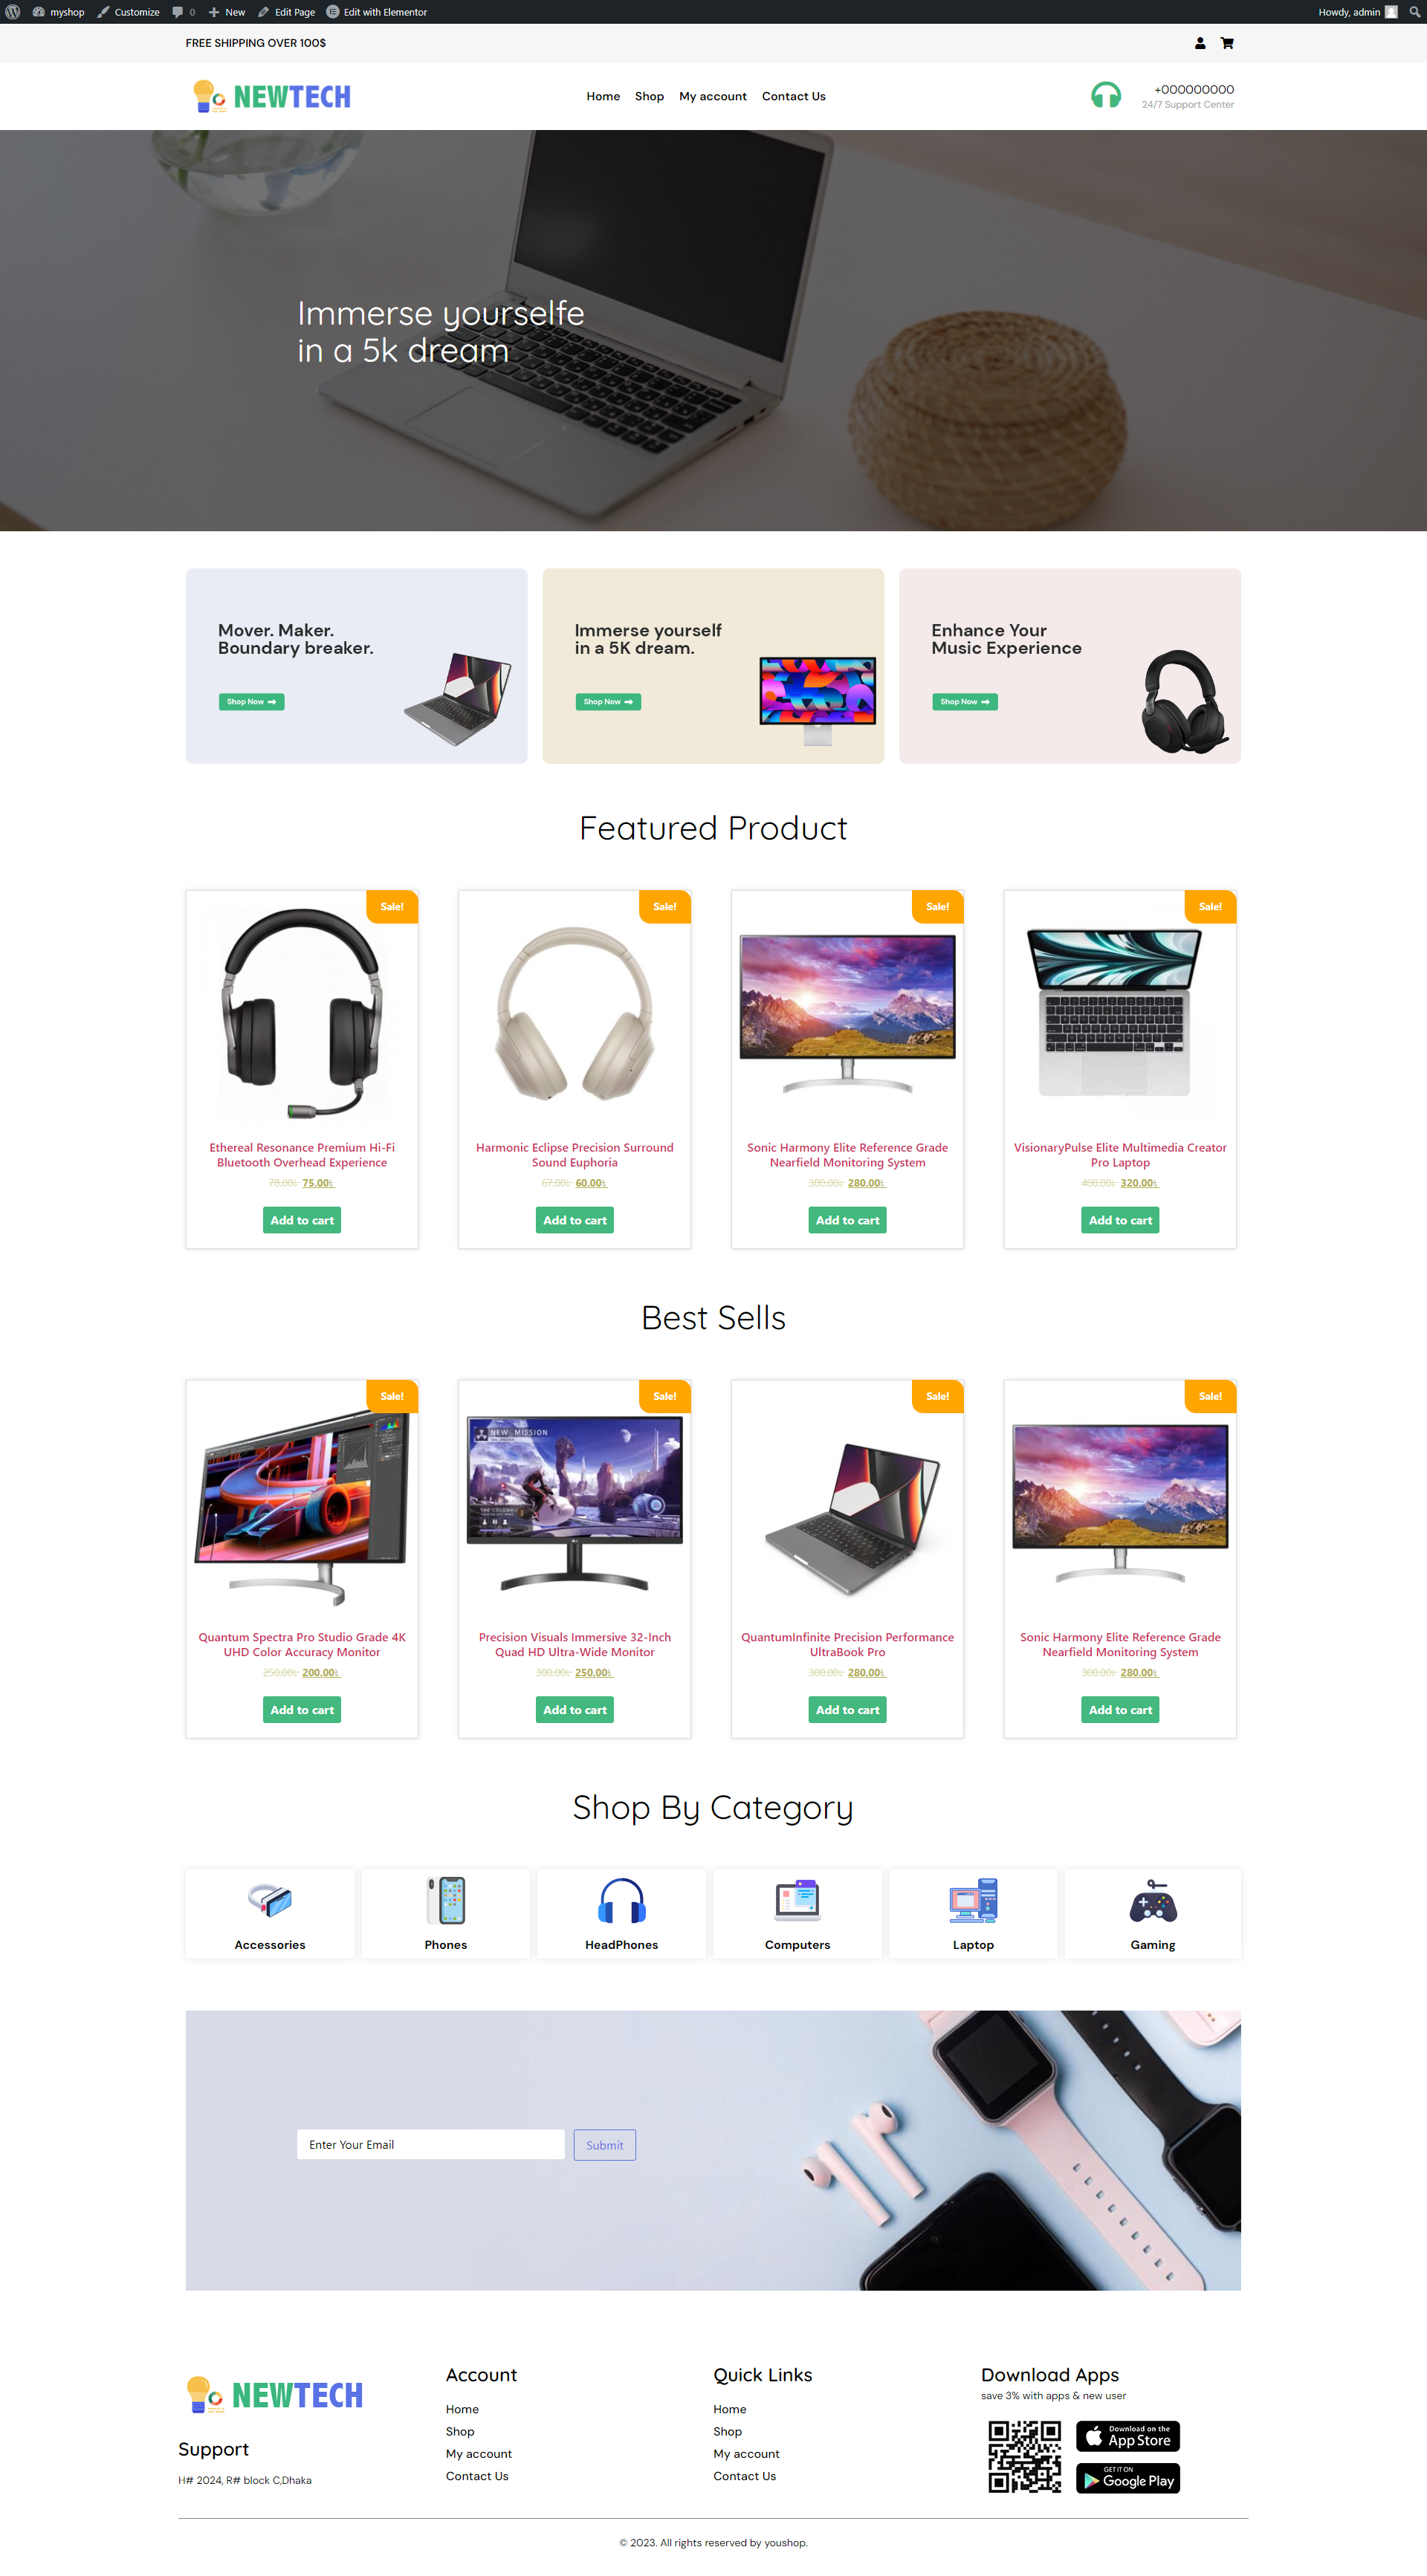 myshop Customize 0 New Edit Page Edit with Elementor Howdy, admin
FREE SHIPPING OVER 100$
NEWTECH
Home Shop My account Contact Us
+000000000
24/7 Support Center
Immerse yourselfe
in a 5k dream
Mover. Maker.
Boundary breaker.
Shop Now
Immerse yourself
in a 5K dream.
Shop Now
Enhance Your
Music Experience
Shop Now
Featured Product
Sale!
Ethereal Resonance Premium Hi-Fi
Bluetooth Overhead Experience
78.00৳ 75.00৳
Add to cart
Sale!
Harmonic Eclipse Precision Surround
Sound Euphoria
67.00৳ 60.00৳
Add to cart
Sale!
Sonic Harmony Elite Reference Grade
Nearfield Monitoring System
300.00৳ 280.00৳
Add to cart
Sale!
VisionaryPulse Elite Multimedia Creator
Pro Laptop
400.00৳ 320.00৳
Add to cart
Best Sells
Sale!
Quantum Spectra Pro Studio Grade 4K
UHD Color Accuracy Monitor
250.00৳ 200.00৳
Add to cart
Sale!
NEW MISSION
THE COLONY
Precision Visuals Immersive 32-Inch
Quad HD Ultra-Wide Monitor
300.00৳ 250.00৳
Add to cart
Sale!
QuantumInfinite Precision Performance
UltraBook Pro
300.00৳ 280.00৳
Add to cart
Sale!
Sonic Harmony Elite Reference Grade
Nearfield Monitoring System
300.00৳ 280.00৳
Add to cart
Shop By Category
Accessories
Phones
HeadPhones
Computers
Laptop
Gaming
Enter Your Email
Submit
NEWTECH
Support
H# 2024, R# block C,Dhaka
Account
Home
Shop
My account
Contact Us
Quick Links
Home
Shop
My account
Contact Us
Download Apps
save 3% with apps & new user
Download on the
App Store
GET IT ON
Google Play
© 2023. All rights reserved by youshop.